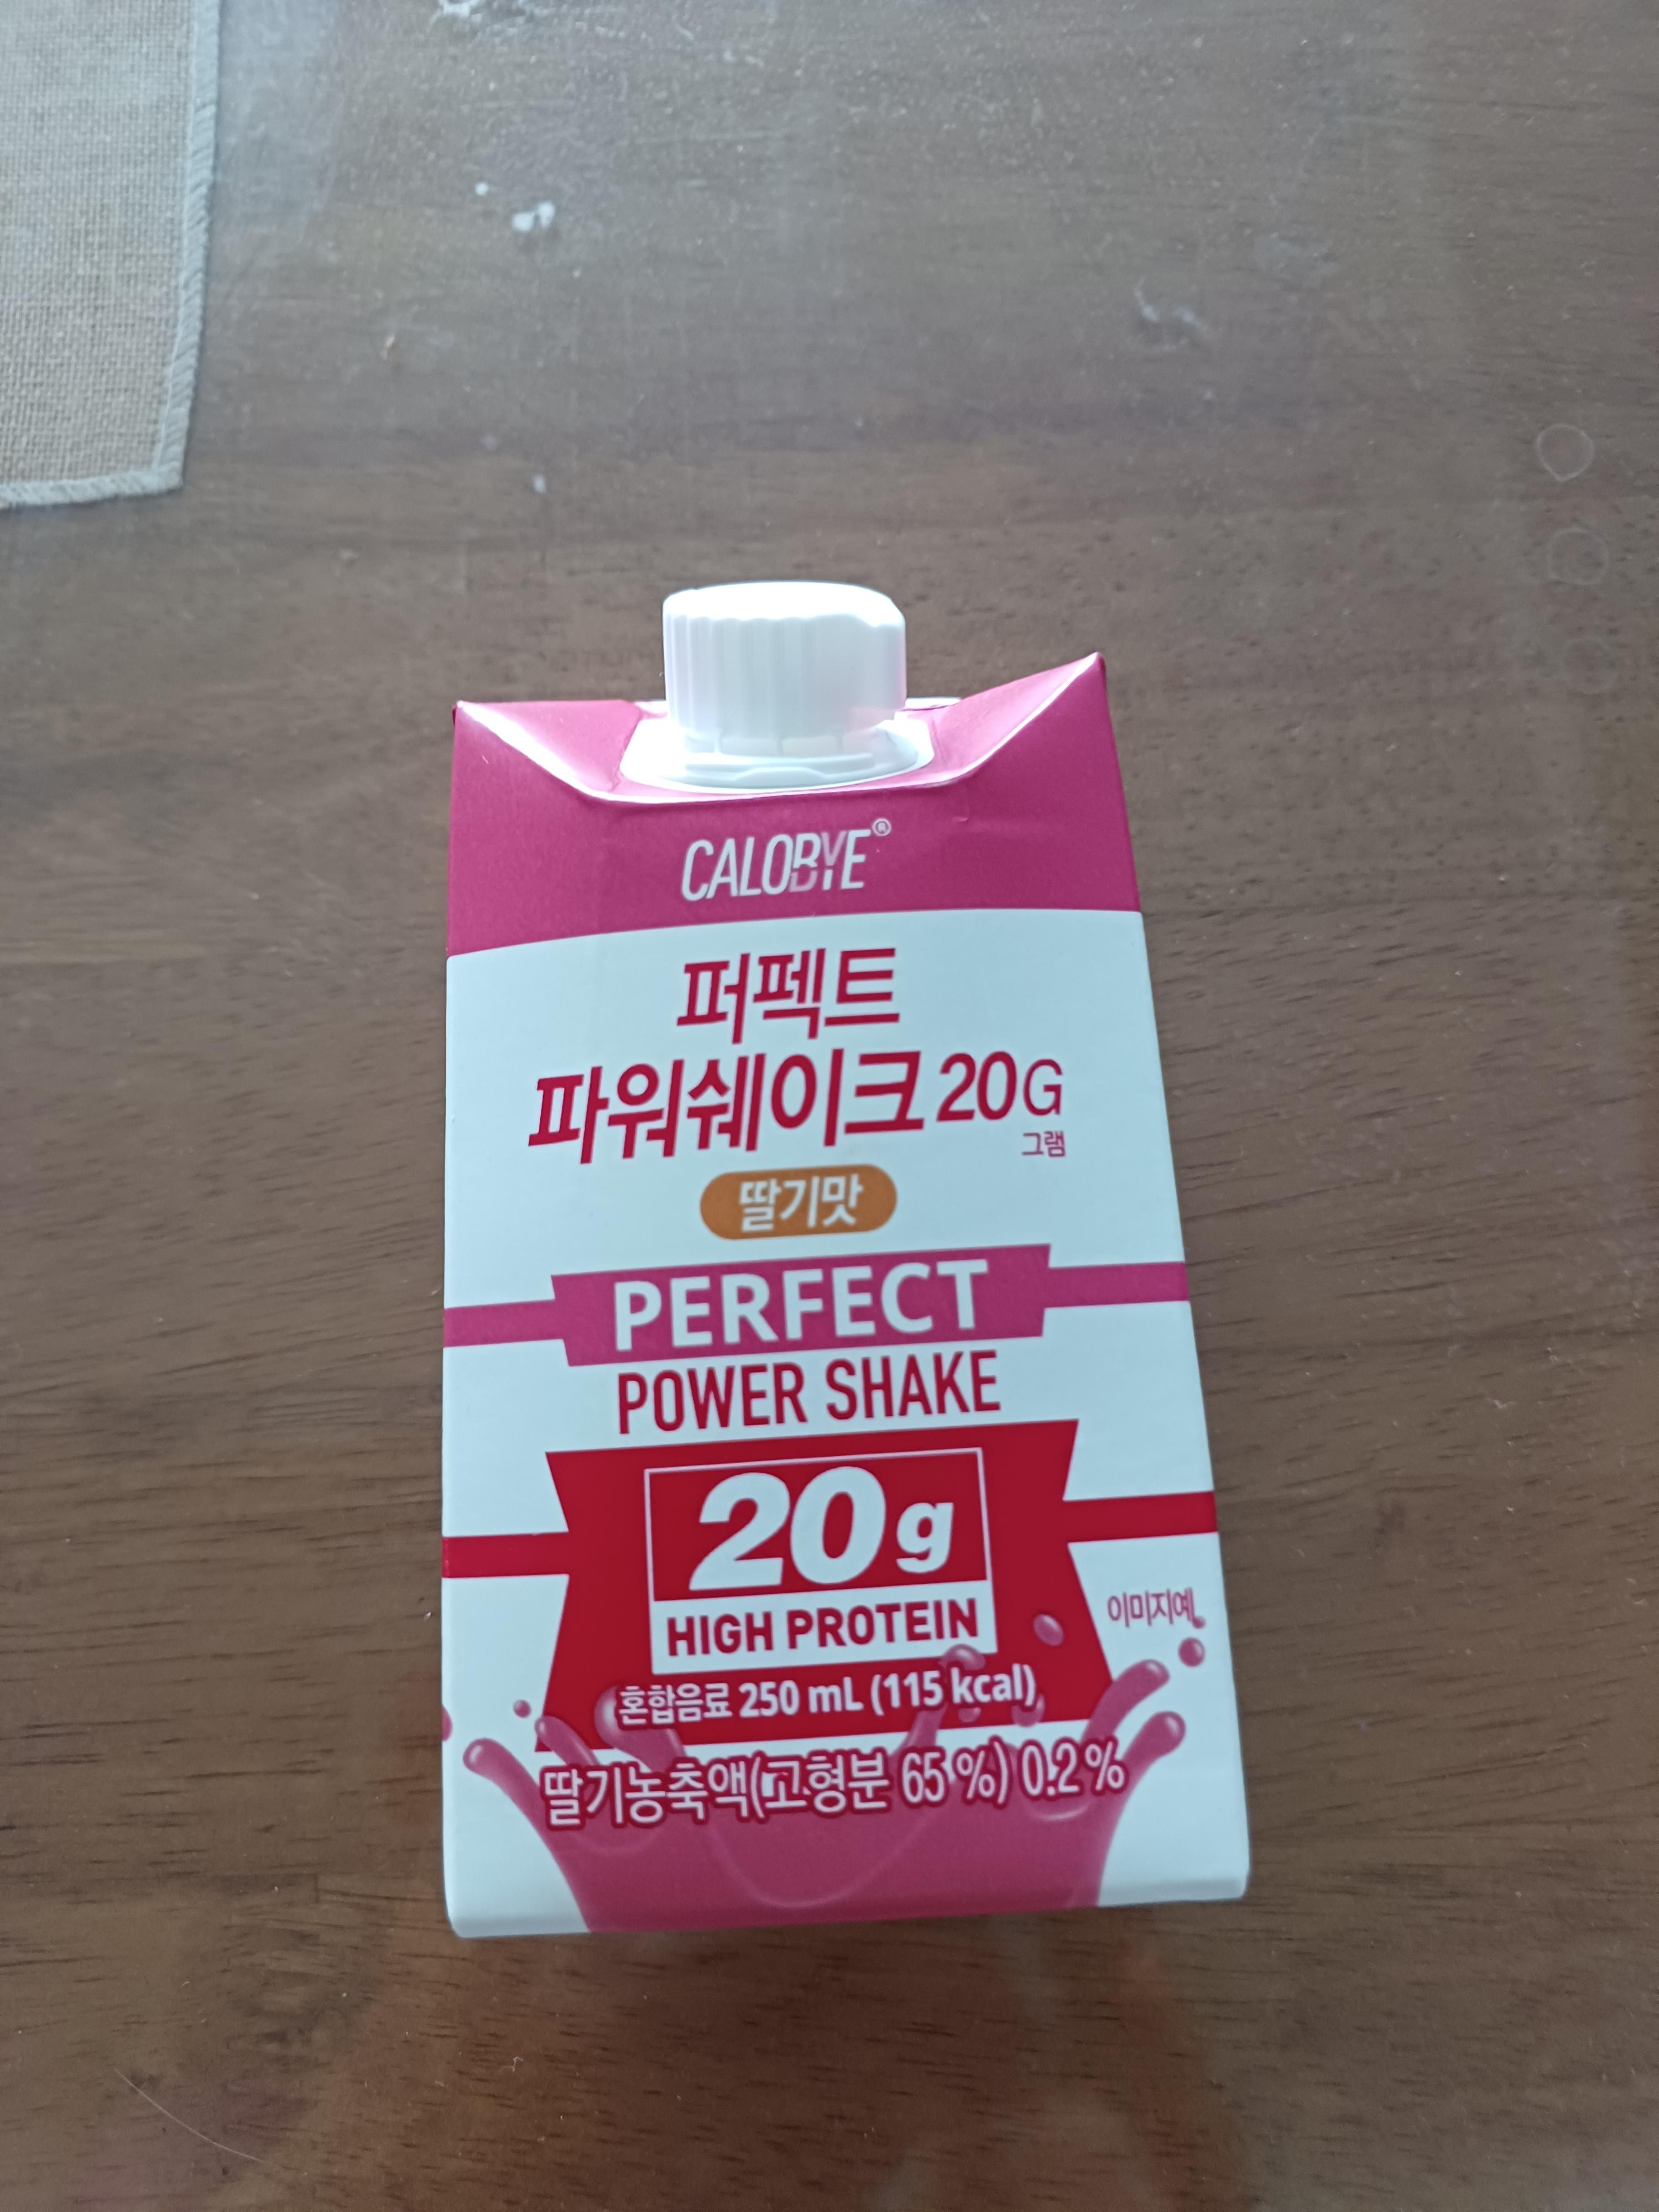 CALOBYE®
퍼펙트
파워쉐이크 20G
그램
딸기맛
PERFECT
POWER SHAKE
20g
HIGH PROTEIN
이미지예
혼합음료 250 mL (115 kcal)
딸기농축액(고형분 65 %) 0.2 %